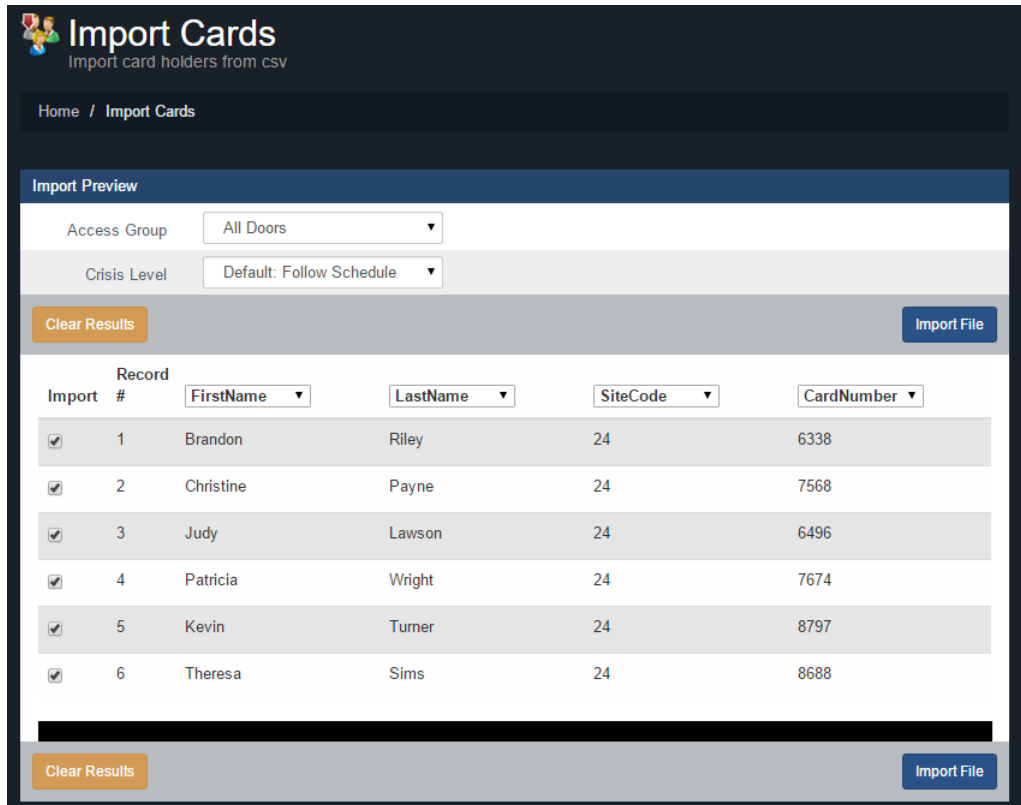 Import Cards
Import card holders from csv
Home / Import Cards
Import Preview
Access Group All Doors
Crisis Level Default: Follow Schedule
Clear Results Import File
Import Record # FirstName LastName SiteCode CardNumber
1 Brandon Riley 24 6338
2 Christine Payne 24 7568
3 Judy Lawson 24 6496
4 Patricia Wright 24 7674
5 Kevin Turner 24 8797
6 Theresa Sims 24 8688
Clear Results Import File